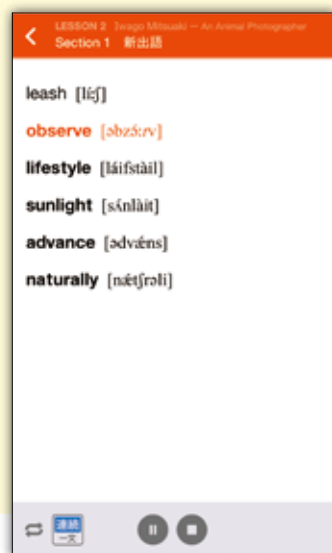 LESSON 2 Iwago Mitsuaki — An Animal Photographer
Section 1 新出語
leash [líːʃ]
observe [əbzə́ːrv]
lifestyle [láifstàil]
sunlight [sʌ́nlàit]
advance [ədvǽns]
naturally [nǽtʃrəli]
連続
一文